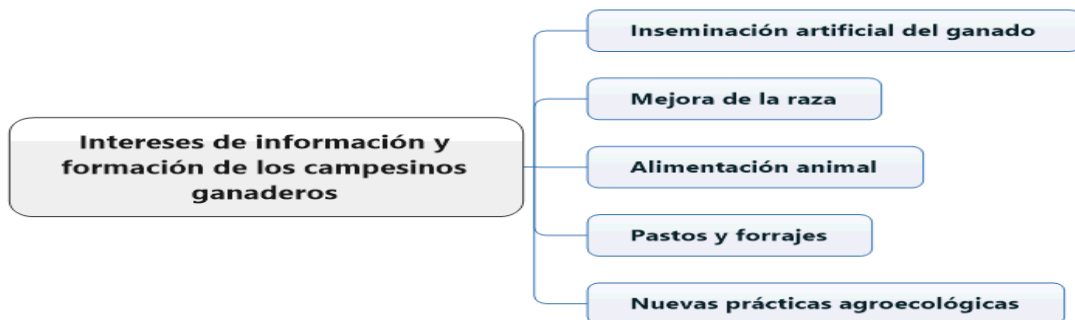 Intereses de información y
formación de los campesinos
ganaderos
Inseminación artificial del ganado
Mejora de la raza
Alimentación animal
Pastos y forrajes
Nuevas prácticas agroecológicas